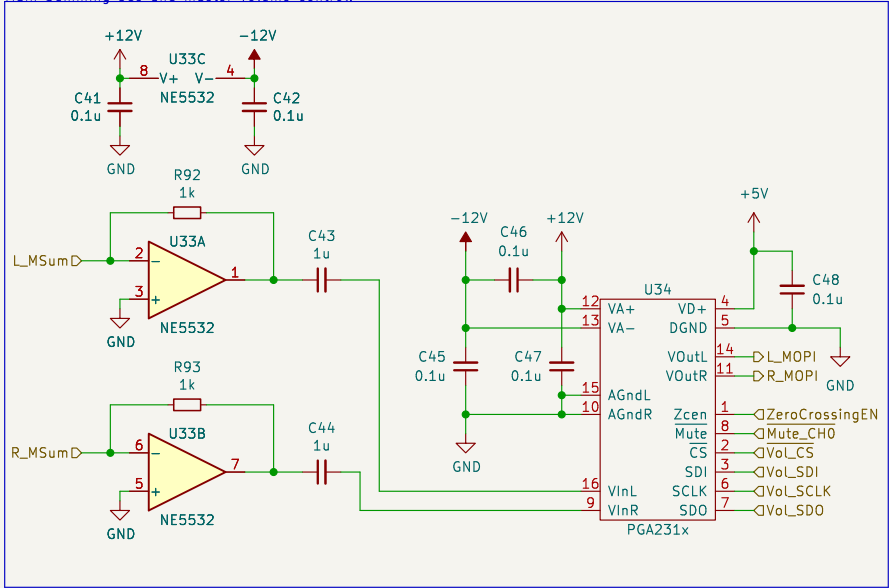 +12V
-12V
U33C
8 V+ V- 4
NE5532
C41
0.1u
C42
0.1u
GND
GND
R92
1k
L_MSum
2
U33A
1
3
NE5532
GND
C43
1u
R93
1k
R_MSum
6
U33B
7
5
NE5532
GND
C44
1u
-12V
+12V
C46
0.1u
C45
0.1u
C47
0.1u
GND
+5V
C48
0.1u
GND
U34
12 VA+
13 VA-
15 AGndL
10 AGndR
16 VInL
9 VInR
VD+ 4
DGND 5
VOutL 14 L_MOPI
VOutR 11 R_MOPI
Zcen 1 ZeroCrossingEN
Mute 8 Mute_CH0
CS 2 Vol_CS
SDI 3 Vol_SDI
SCLK 6 Vol_SCLK
SDO 7 Vol_SDO
PGA231x